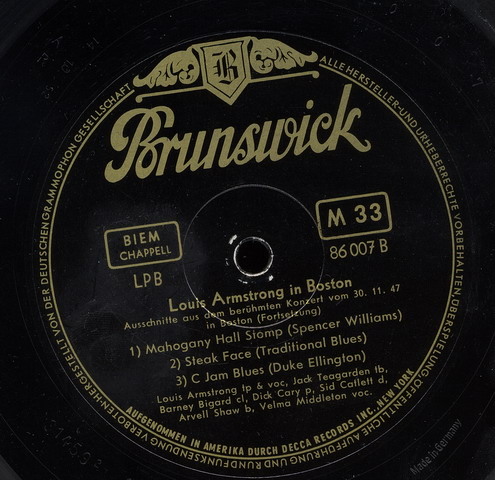 B
Brunswick
BIEM
CHAPPELL
M 33
LPB
86 007 B
Louis Armstrong in Boston
Ausschnitte aus dem berühmten Konzert vom 30. 11. 47
in Boston (Fortsetzung)
1) Mahogany Hall Stomp (Spencer Williams)
2) Steak Face (Traditional Blues)
3) C Jam Blues (Duke Ellington)
Louis Armstrong tp & voc, Jack Teagarden tb,
Barney Bigard cl, Dick Cary p, Sid Catlett d,
Arvell Shaw b, Velma Middleton voc.
AUFGENOMMEN IN AMERIKA DURCH DECCA RECORDS INC. NEW YORK
ALLE HERSTELLER- UND URHEBERRECHTE VORBEHALTEN, ÜBERSPIELUNG ÖFFENTLICHE AUFFÜHRUNG UND RUNDFUNKSENDUNG VERBOTEN · HERGESTELLT VON DER DEUTSCHEN GRAMMOPHON GESELLSCHAFT
Made in Germany